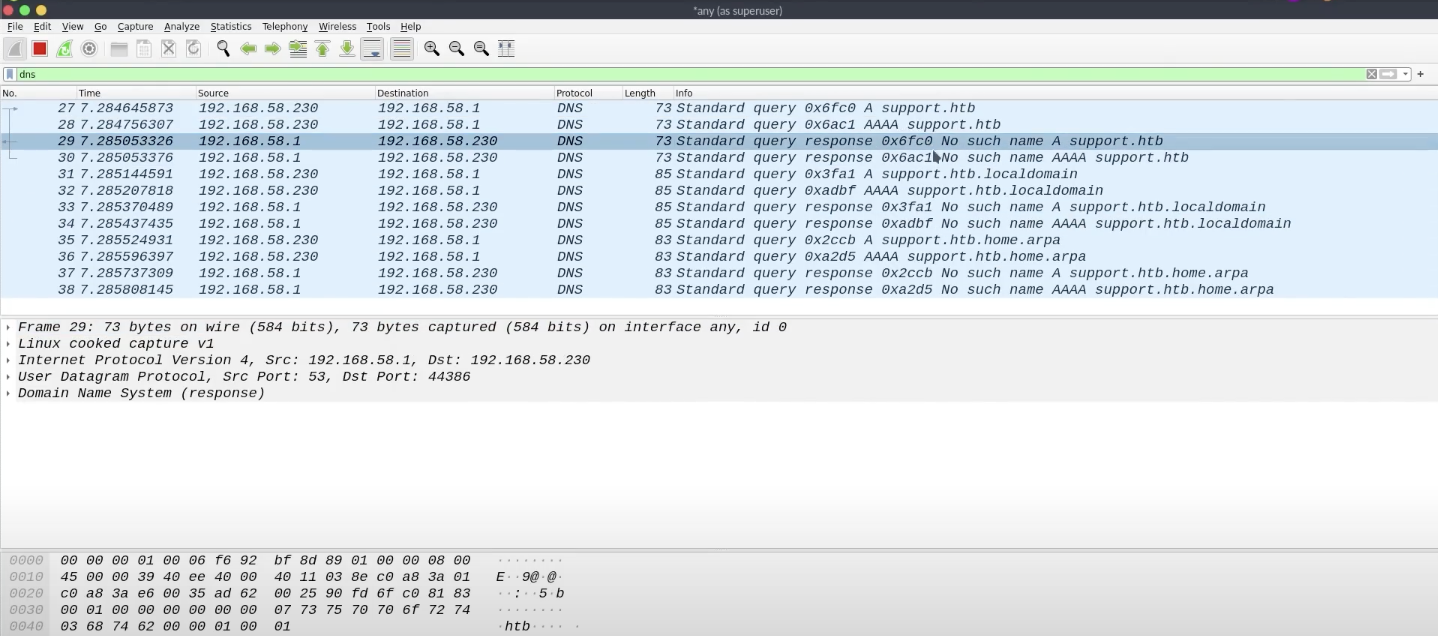 *any (as superuser)
File Edit View Go Capture Analyze Statistics Telephony Wireless Tools Help
dns
No. Time Source Destination Protocol Length Info
27 7.284645873 192.168.58.230 192.168.58.1 DNS 73 Standard query 0x6fc0 A support.htb
28 7.284756307 192.168.58.230 192.168.58.1 DNS 73 Standard query 0x6ac1 AAAA support.htb
29 7.285053326 192.168.58.1 192.168.58.230 DNS 73 Standard query response 0x6fc0 No such name A support.htb
30 7.285053376 192.168.58.1 192.168.58.230 DNS 73 Standard query response 0x6ac1 No such name AAAA support.htb
31 7.285144591 192.168.58.230 192.168.58.1 DNS 85 Standard query 0x3fa1 A support.htb.localdomain
32 7.285207818 192.168.58.230 192.168.58.1 DNS 85 Standard query 0xadbf AAAA support.htb.localdomain
33 7.285370489 192.168.58.1 192.168.58.230 DNS 85 Standard query response 0x3fa1 No such name A support.htb.localdomain
34 7.285437435 192.168.58.1 192.168.58.230 DNS 85 Standard query response 0xadbf No such name AAAA support.htb.localdomain
35 7.285524931 192.168.58.230 192.168.58.1 DNS 83 Standard query 0x2ccb A support.htb.home.arpa
36 7.285596397 192.168.58.230 192.168.58.1 DNS 83 Standard query 0xa2d5 AAAA support.htb.home.arpa
37 7.285737309 192.168.58.1 192.168.58.230 DNS 83 Standard query response 0x2ccb No such name A support.htb.home.arpa
38 7.285808145 192.168.58.1 192.168.58.230 DNS 83 Standard query response 0xa2d5 No such name AAAA support.htb.home.arpa
Frame 29: 73 bytes on wire (584 bits), 73 bytes captured (584 bits) on interface any, id 0
Linux cooked capture v1
Internet Protocol Version 4, Src: 192.168.58.1, Dst: 192.168.58.230
User Datagram Protocol, Src Port: 53, Dst Port: 44386
Domain Name System (response)
0000 00 00 00 01 00 06 f6 92 bf 8d 89 01 00 00 08 00 ········
0010 45 00 00 39 40 ee 40 00 40 11 03 8e c0 a8 3a 01 E··9@·@·
0020 c0 a8 3a e6 00 35 ad 62 00 25 90 fd 6f c0 81 83 ··:··5·b
0030 00 01 00 00 00 00 00 00 07 73 75 70 70 6f 72 74 ········
0040 03 68 74 62 00 00 01 00 01 ·htb···· ·